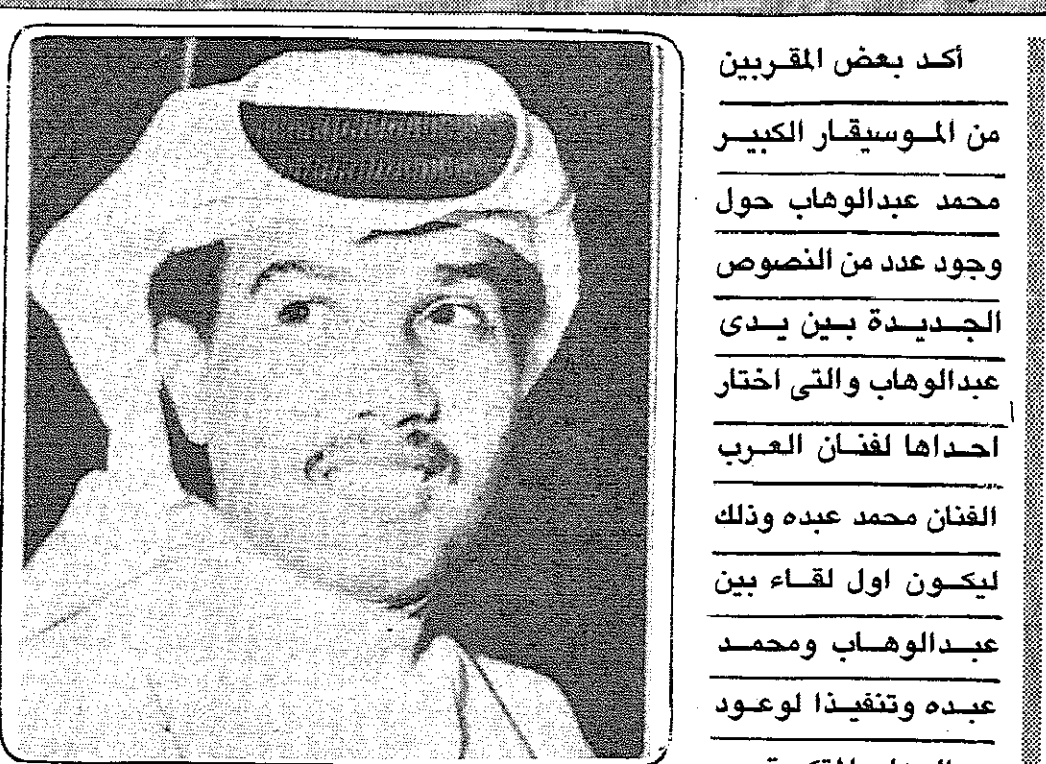 أكد بعض المقربين
من الموسيقار الكبير
محمد عبدالوهاب حول
وجود عدد من النصوص
الجديدة بين يدى
عبدالوهاب والتى اختار
احداها لفنان العرب
الفنان محمد عبده وذلك
ليكون اول لقاء بين
عبدالوهاب ومحمد
عبده وتنفيذا لوعود